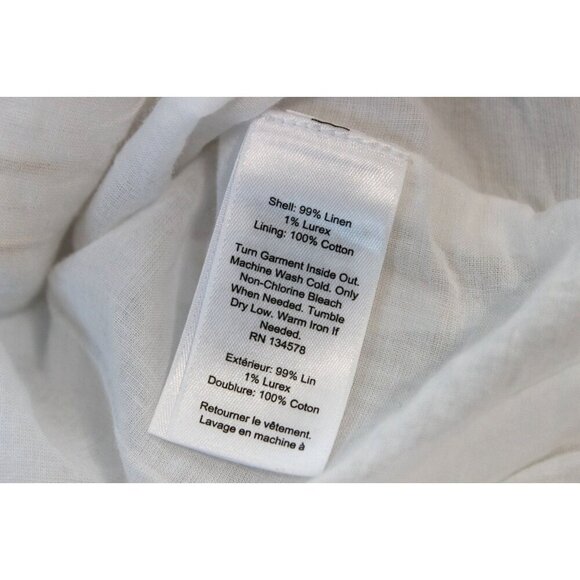 Shell: 99% Linen
1% Lurex
Lining: 100% Cotton
Turn Garment Inside Out.
Machine Wash Cold. Only
Non-Chlorine Bleach
When Needed. Tumble
Dry Low. Warm Iron If
Needed.
RN 134578
Extérieur: 99% Lin
1% Lurex
Doublure: 100% Coton
Retourner le vêtement.
Lavage en machine à